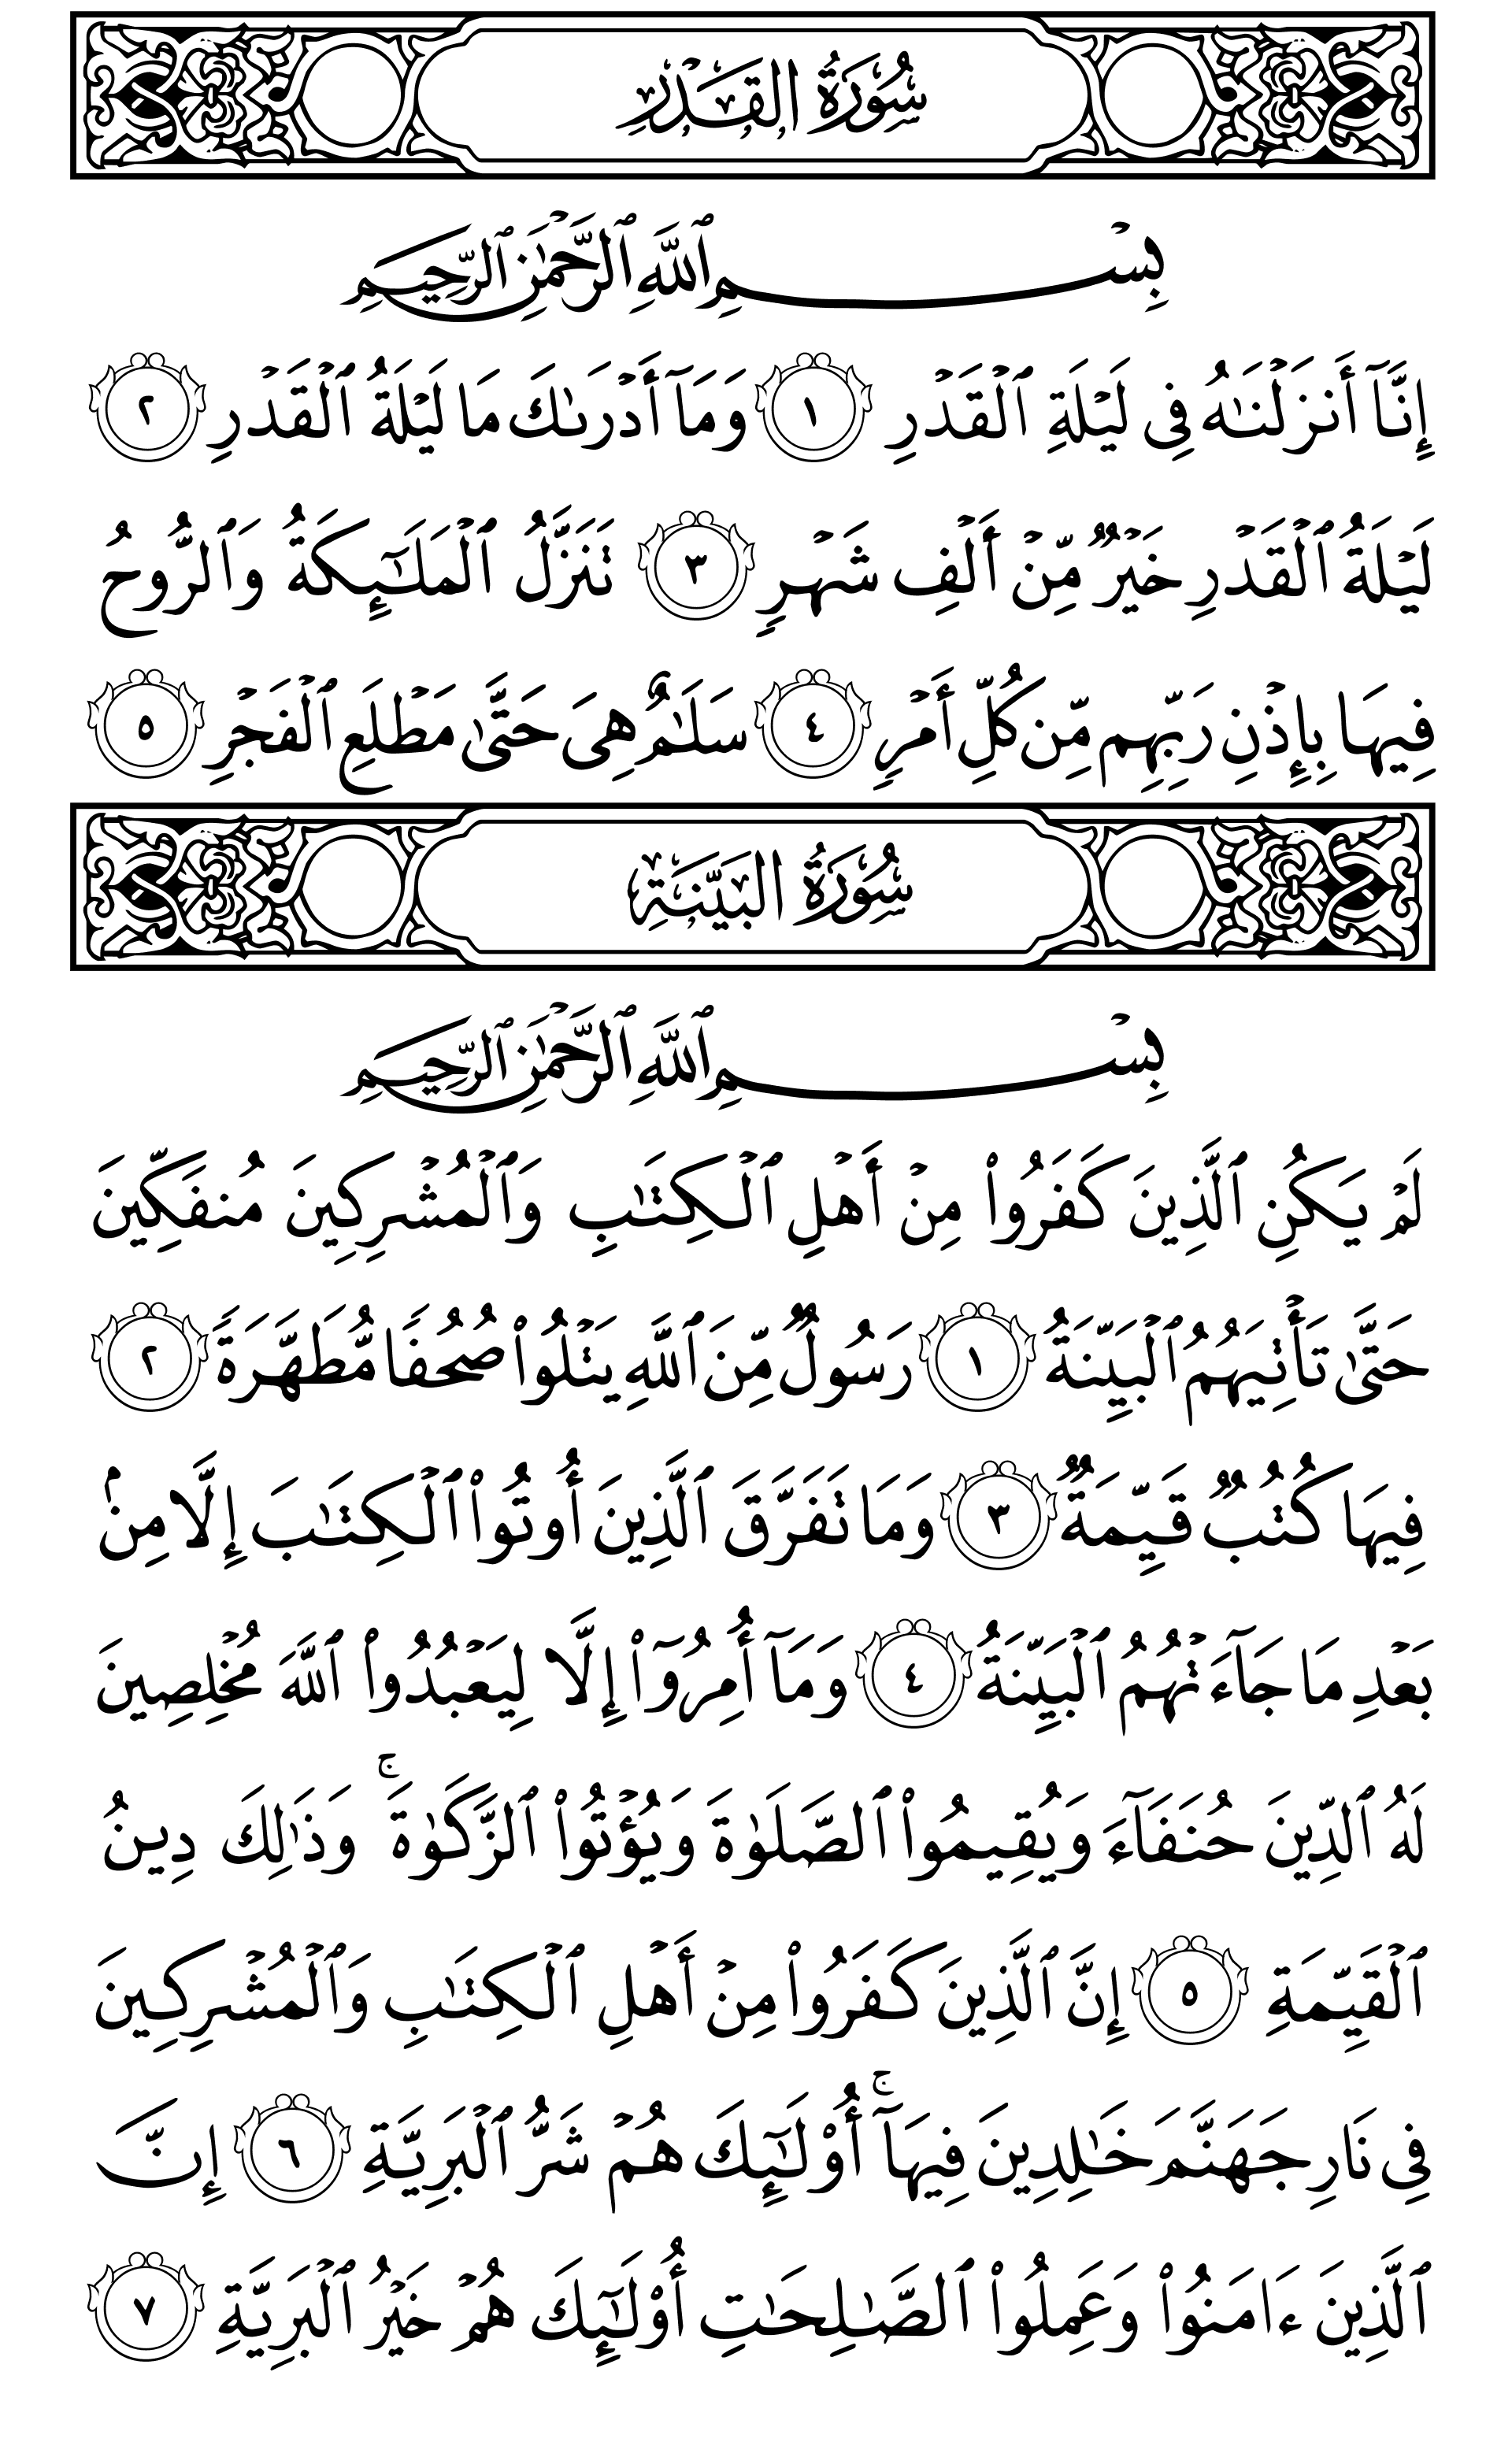 سُورَةُ القَدۡرِ
بِسۡمِ ٱللَّهِ ٱلرَّحۡمَٰنِ ٱلرَّحِيمِ
إِنَّآ أَنزَلۡنَٰهُ فِي لَيۡلَةِ ٱلۡقَدۡرِ ١ وَمَآ أَدۡرَىٰكَ مَا لَيۡلَةُ ٱلۡقَدۡرِ ٢
لَيۡلَةُ ٱلۡقَدۡرِ خَيۡرٞ مِّنۡ أَلۡفِ شَهۡرٖ ٣ تَنَزَّلُ ٱلۡمَلَٰٓئِكَةُ وَٱلرُّوحُ
فِيهَا بِإِذۡنِ رَبِّهِم مِّن كُلِّ أَمۡرٖ ٤ سَلَٰمٌ هِيَ حَتَّىٰ مَطۡلَعِ ٱلۡفَجۡرِ ٥
سُورَةُ البَيِّنَةِ
بِسۡمِ ٱللَّهِ ٱلرَّحۡمَٰنِ ٱلرَّحِيمِ
لَمۡ يَكُنِ ٱلَّذِينَ كَفَرُواْ مِنۡ أَهۡلِ ٱلۡكِتَٰبِ وَٱلۡمُشۡرِكِينَ مُنفَكِّينَ
حَتَّىٰ تَأۡتِيَهُمُ ٱلۡبَيِّنَةُ ١ رَسُولٞ مِّنَ ٱللَّهِ يَتۡلُواْ صُحُفٗا مُّطَهَّرَةٗ ٢
فِيهَا كُتُبٞ قَيِّمَةٞ ٣ وَمَا تَفَرَّقَ ٱلَّذِينَ أُوتُواْ ٱلۡكِتَٰبَ إِلَّا مِنۢ
بَعۡدِ مَا جَآءَتۡهُمُ ٱلۡبَيِّنَةُ ٤ وَمَآ أُمِرُوٓاْ إِلَّا لِيَعۡبُدُواْ ٱللَّهَ مُخۡلِصِينَ
لَهُ ٱلدِّينَ حُنَفَآءَ وَيُقِيمُواْ ٱلصَّلَوٰةَ وَيُؤۡتُواْ ٱلزَّكَوٰةَۚ وَذَٰلِكَ دِينُ
ٱلۡقَيِّمَةِ ٥ إِنَّ ٱلَّذِينَ كَفَرُواْ مِنۡ أَهۡلِ ٱلۡكِتَٰبِ وَٱلۡمُشۡرِكِينَ
فِي نَارِ جَهَنَّمَ خَٰلِدِينَ فِيهَآۚ أُوْلَٰٓئِكَ هُمۡ شَرُّ ٱلۡبَرِيَّةِ ٦ إِنَّ
ٱلَّذِينَ ءَامَنُواْ وَعَمِلُواْ ٱلصَّٰلِحَٰتِ أُوْلَٰٓئِكَ هُمۡ خَيۡرُ ٱلۡبَرِيَّةِ ٧